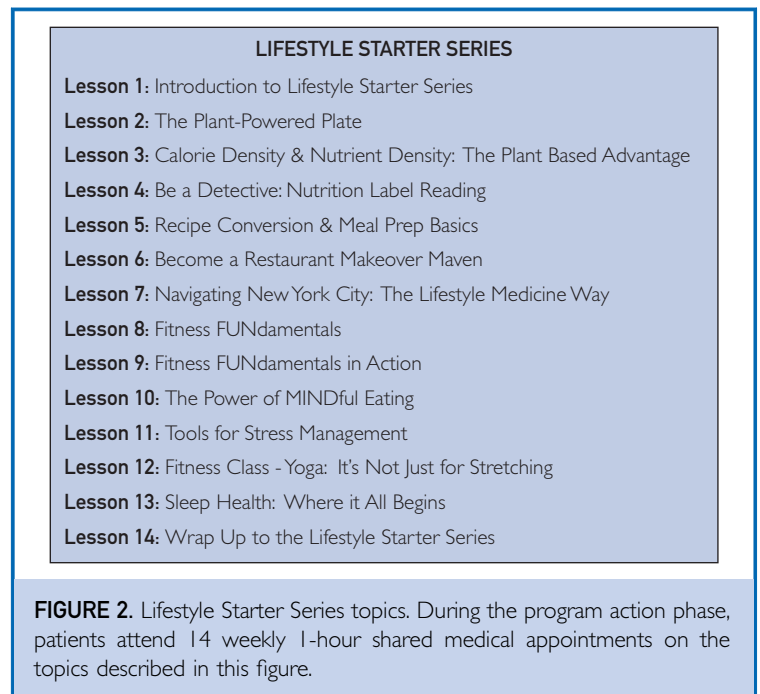 LIFESTYLE STARTER SERIES
Lesson 1: Introduction to Lifestyle Starter Series
Lesson 2: The Plant-Powered Plate
Lesson 3: Calorie Density & Nutrient Density: The Plant Based Advantage
Lesson 4: Be a Detective: Nutrition Label Reading
Lesson 5: Recipe Conversion & Meal Prep Basics
Lesson 6: Become a Restaurant Makeover Maven
Lesson 7: Navigating New York City: The Lifestyle Medicine Way
Lesson 8: Fitness FUNdamentals
Lesson 9: Fitness FUNdamentals in Action
Lesson 10: The Power of MINDful Eating
Lesson 11: Tools for Stress Management
Lesson 12: Fitness Class - Yoga: It's Not Just for Stretching
Lesson 13: Sleep Health: Where it All Begins
Lesson 14: Wrap Up to the Lifestyle Starter Series
FIGURE 2. Lifestyle Starter Series topics. During the program action phase,
patients attend 14 weekly 1-hour shared medical appointments on the
topics described in this figure.